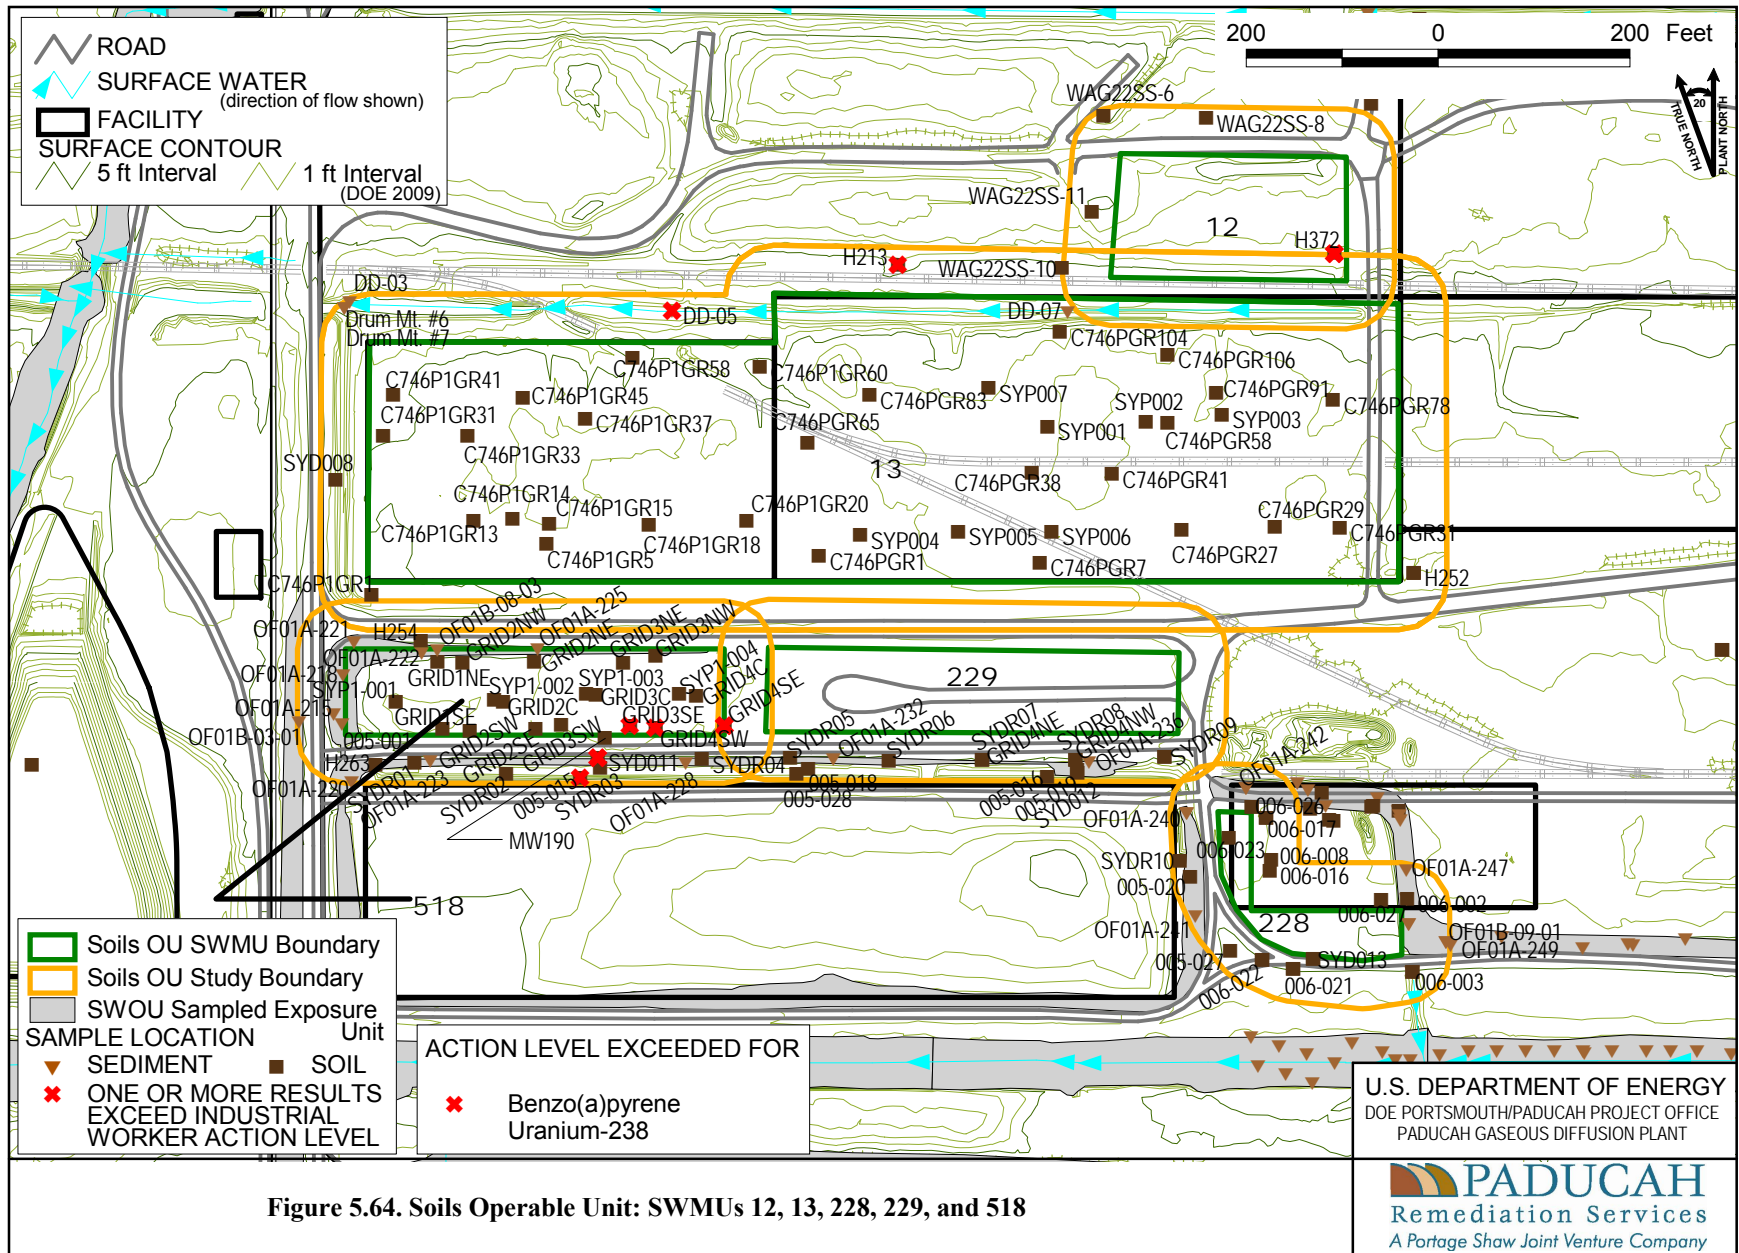 ROAD
SURFACE WATER
(direction of flow shown)
FACILITY
SURFACE CONTOUR
5 ft Interval
1 ft Interval
(DOE 2009)
200 0 200 Feet
20
TRUE NORTH
PLANT NORTH
WAG22SS-6
WAG22SS-8
WAG22SS-11
12
H372
H213
WAG22SS-10
DD-03
Drum Mt. #6
Drum Mt. #7
DD-05
DD-07
C746PGR104
C746PGR106
C746P1GR58
C746P1GR60
C746P1GR41
C746P1GR45
C746PGR83
SYP007
SYP002
C746PGR91
C746PGR78
C746P1GR31
C746P1GR37
C746PGR65
SYP001
SYP003
C746PGR58
C746P1GR33
SYD008
13
C746PGR38
C746PGR41
C746P1GR14
C746P1GR15
C746P1GR20
C746PGR29
C746P1GR13
C746P1GR18
SYP004
SYP005
SYP006
C746PGR27
C746PGR31
C746P1GR5
C746PGR1
C746PGR7
H252
C746P1GR1
OF01B-08-03
GRID2NW
OF01A-225
GRID2NE
GRID3NE
GRID3NW
OF01A-221
H254
OF01A-222
OF01A-218
GRID1NE
SYP1-001
SYP1-002
SYP1-003
SYP1-004
GRID4C
GRID4SE
229
GRID2C
GRID3C
OF01A-215
GRID1SE
GRID3SE
OF01B-03-01
005-001
GRID2SW
GRID2SE
GRID3SW
GRID4SW
SYDR05
OF01A-232
SYDR06
SYDR07
GRID4NE
SYDR08
GRID4NW
OF01A-236
SYDR09
OF01A-242
H263
SYD011
SYDR04
OF01A-220
SYDR01
OF01A-223
SYDR02
005-015
SYDR03
OF01A-228
005-018
005-028
005-016
005-019
SYD012
OF01A-240
006-026
006-017
MW190
006-023
006-008
006-016
SYDR10
005-020
OF01A-247
518
006-027
006-002
228
OF01A-241
OF01B-09-01
OF01A-249
005-027
SYD013
006-022
006-021
006-003
Soils OU SWMU Boundary
Soils OU Study Boundary
SWOU Sampled Exposure
Unit
SAMPLE LOCATION
SEDIMENT
SOIL
ONE OR MORE RESULTS
EXCEED INDUSTRIAL
WORKER ACTION LEVEL
ACTION LEVEL EXCEEDED FOR
Benzo(a)pyrene
Uranium-238
U.S. DEPARTMENT OF ENERGY
DOE PORTSMOUTH/PADUCAH PROJECT OFFICE
PADUCAH GASEOUS DIFFUSION PLANT
PADUCAH
Remediation Services
A Portage Shaw Joint Venture Company
Figure 5.64. Soils Operable Unit: SWMUs 12, 13, 228, 229, and 518